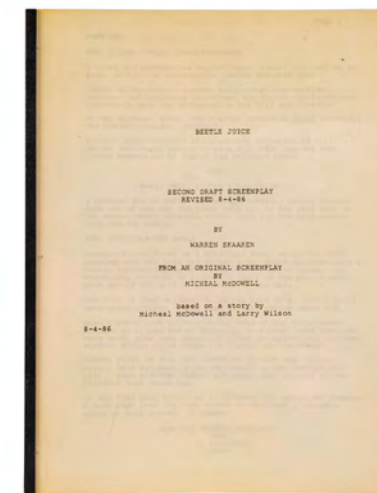 BEETLE JUICE
SECOND DRAFT SCREENPLAY
REVISED 8-4-86
BY
WARREN SKAAREN
FROM AN ORIGINAL SCREENPLAY
BY
MICHEAL McDOWELL
based on a story by
Micheal McDowell and Larry Wilson
8-4-86